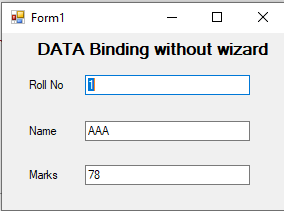 Form1
DATA Binding without wizard
Roll No 1
Name AAA
Marks 78